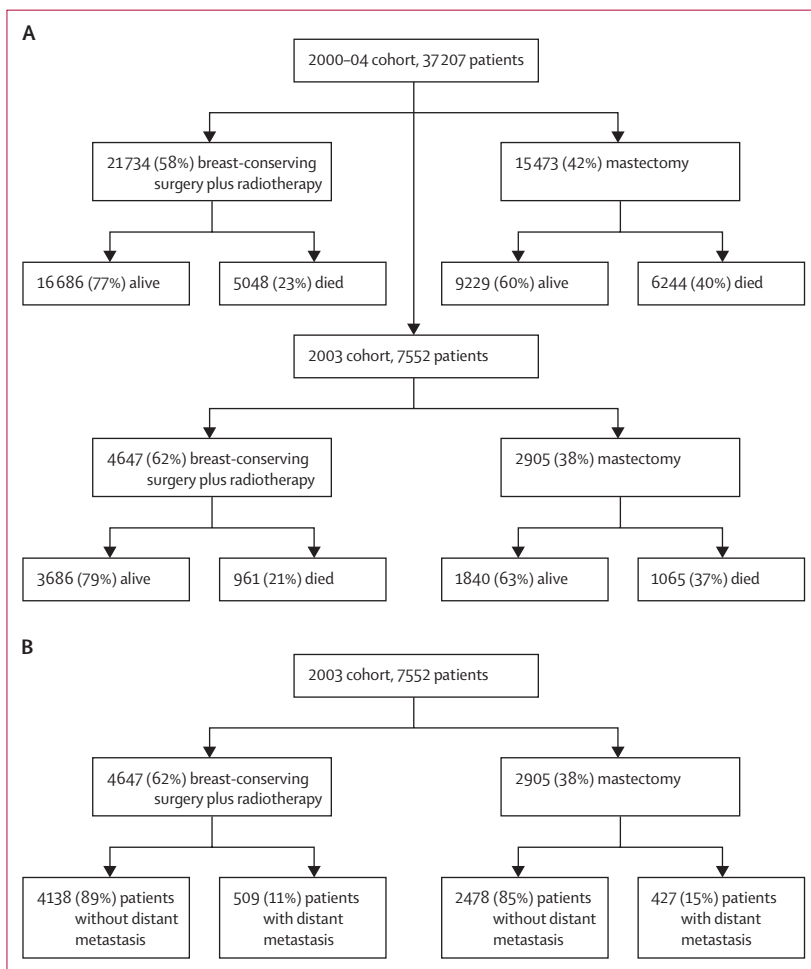 A
2000–04 cohort, 37 207 patients
21 734 (58%) breast-conserving
surgery plus radiotherapy
15 473 (42%) mastectomy
16 686 (77%) alive
5048 (23%) died
9229 (60%) alive
6244 (40%) died
2003 cohort, 7552 patients
4647 (62%) breast-conserving
surgery plus radiotherapy
2905 (38%) mastectomy
3686 (79%) alive
961 (21%) died
1840 (63%) alive
1065 (37%) died
B
2003 cohort, 7552 patients
4647 (62%) breast-conserving
surgery plus radiotherapy
2905 (38%) mastectomy
4138 (89%) patients
without distant
metastasis
509 (11%) patients
with distant
metastasis
2478 (85%) patients
without distant
metastasis
427 (15%) patients
with distant
metastasis